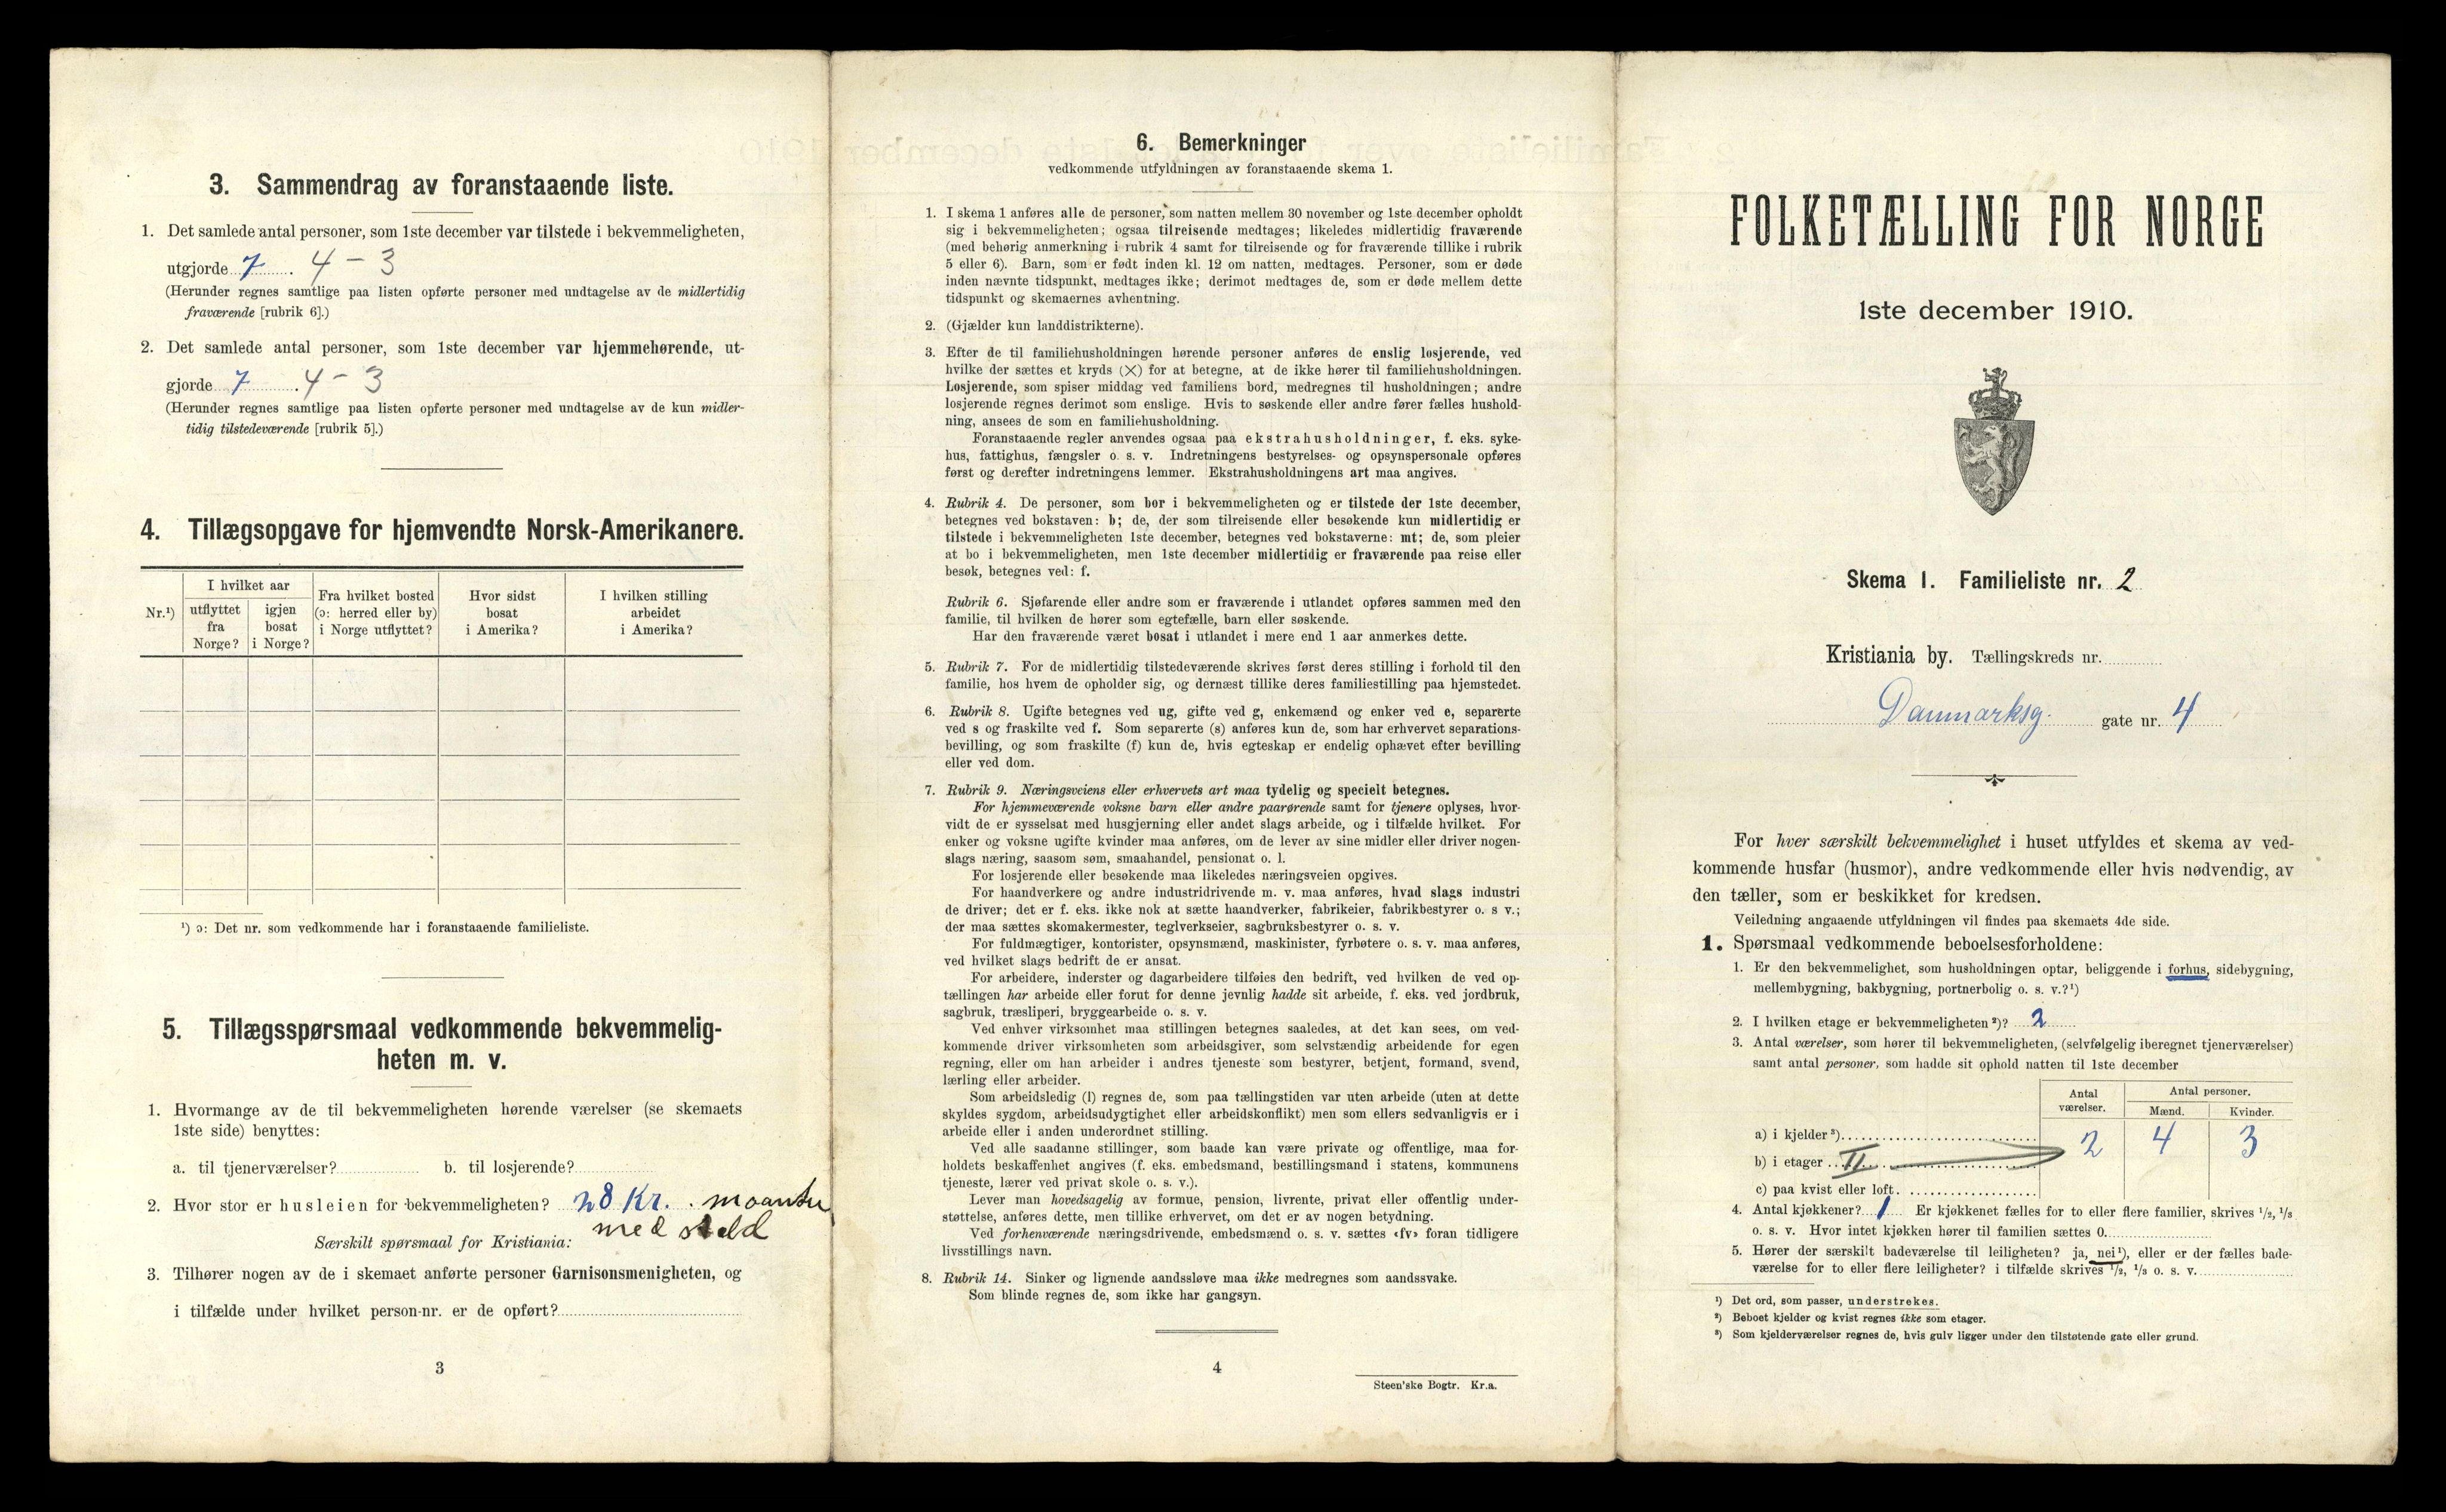 3. Sammendrag av foranstaaende liste.
1. Det samlede antal personer, som 1ste december var tilstede i bekvemmeligheten,
utgjorde 7. 4 - 3
(Herunder regnes samtlige paa listen opførte personer med undtagelse av de midlertidig
fraværende [rubrik 6].)
2. Det samlede antal personer, som 1ste december var hjemmehørende, ut-
gjorde 7. 4 - 3
(Herunder regnes samtlige paa listen opførte personer med undtagelse av de kun midler-
tidig tilstedeværende [rubrik 5].)
4. Tillægsopgave for hjemvendte Norsk-Amerikanere.
Nr.¹)
I hvilket aar
utflyttet
fra
Norge?
igjen
bosat
i Norge?
Fra hvilket bosted
(ɔ: herred eller by)
i Norge utflyttet?
Hvor sidst
bosat
i Amerika?
I hvilken stilling
arbeidet
i Amerika?
¹) ɔ: Det nr. som vedkommende har i foranstaaende familieliste.
5. Tillægsspørsmaal vedkommende bekvemmelig-
heten m. v.
1. Hvormange av de til bekvemmeligheten hørende værelser (se skemaets
1ste side) benyttes:
a. til tjenerværelser? b. til losjerende?
2. Hvor stor er husleien for bekvemmeligheten? 28 Kr.
med
Særskilt spørsmaal for Kristiania:
3. Tilhører nogen av de i skemaet anførte personer Garnisonsmenigheten, og
i tilfælde under hvilket person-nr. er de opført?
3
6. Bemerkninger
vedkommende utfyldningen av foranstaaende skema 1.
1. I skema 1 anføres alle de personer, som natten mellem 30 november og 1ste december opholdt
sig i bekvemmeligheten; ogsaa tilreisende medtages; likeledes midlertidig fraværende
(med behørig anmerkning i rubrik 4 samt for tilreisende og for fraværende tillike i rubrik
5 eller 6). Barn, som er født inden kl. 12 om natten, medtages. Personer, som er døde
inden nævnte tidspunkt, medtages ikke; derimot medtages de, som er døde mellem dette
tidspunkt og skemaernes avhentning.
2. (Gjælder kun landdistrikterne).
3. Efter de til familiehusholdningen hørende personer anføres de enslig losjerende, ved
hvilke der sættes et kryds (×) for at betegne, at de ikke hører til familiehusholdningen.
Losjerende, som spiser middag ved familiens bord, medregnes til husholdningen; andre
losjerende regnes derimot som enslige. Hvis to søskende eller andre fører fælles hushold-
ning, ansees de som en familiehusholdning.
Foranstaaende regler anvendes ogsaa paa ekstrahusholdninger, f. eks. syke-
hus, fattighus, fængsler o. s. v. Indretningens bestyrelses- og opsynspersonale opføres
først og derefter indretningens lemmer. Ekstrahusholdningens art maa angives.
4. Rubrik 4. De personer, som bor i bekvemmeligheten og er tilstede der 1ste december,
betegnes ved bokstaven: b; de, der som tilreisende eller besøkende kun midlertidig er
tilstede i bekvemmeligheten 1ste december, betegnes ved bokstaverne: mt; de, som pleier
at bo i bekvemmeligheten, men 1ste december midlertidig er fraværende paa reise eller
besøk, betegnes ved: f.
Rubrik 6. Sjøfarende eller andre som er fraværende i utlandet opføres sammen med den
familie, til hvilken de hører som egtefælle, barn eller søskende.
Har den fraværende været bosat i utlandet i mere end 1 aar anmerkes dette.
5. Rubrik 7. For de midlertidig tilstedeværende skrives først deres stilling i forhold til den
familie, hos hvem de opholder sig, og dernæst tillike deres familiestilling paa hjemstedet.
6. Rubrik 8. Ugifte betegnes ved ug, gifte ved g, enkemænd og enker ved e, separerte
ved s og fraskilte ved f. Som separerte (s) anføres kun de, som har erhvervet separations-
bevilling, og som fraskilte (f) kun de, hvis egteskap er endelig ophævet efter bevilling
eller ved dom.
7. Rubrik 9. Næringsveiens eller erhvervets art maa tydelig og specielt betegnes.
For hjemmeværende voksne barn eller andre paarørende samt for tjenere oplyses, hvor-
vidt de er sysselsat med husgjerning eller andet slags arbeide, og i tilfælde hvilket. For
enker og voksne ugifte kvinder maa anføres, om de lever av sine midler eller driver nogen-
slags næring, saasom søm, smaahandel, pensionat o. l.
For losjerende eller besøkende maa likeledes næringsveien opgives.
For haandverkere og andre industridrivende m. v. maa anføres, hvad slags industri
de driver; det er f. eks. ikke nok at sætte haandverker, fabrikeier, fabrikbestyrer o. s v.;
der maa sættes skomakermester, teglverkseier, sagbruksbestyrer o. s. v.
For fuldmægtiger, kontorister, opsynsmænd, maskinister, fyrbøtere o. s. v. maa anføres,
ved hvilket slags bedrift de er ansat.
For arbeidere, inderster og dagarbeidere tilføies den bedrift, ved hvilken de ved op-
tællingen har arbeide eller forut for denne jevnlig hadde sit arbeide, f. eks. ved jordbruk,
sagbruk, træsliperi, bryggearbeide o. s. v.
Ved enhver virksomhet maa stillingen betegnes saaledes, at det kan sees, om ved-
kommende driver virksomheten som arbeidsgiver, som selvstændig arbeidende for egen
regning, eller om han arbeider i andres tjeneste som bestyrer, betjent, formand, svend,
lærling eller arbeider.
Som arbeidsledig (l) regnes de, som paa tællingstiden var uten arbeide (uten at dette
skyldes sygdom, arbeidsudygtighet eller arbeidskonflikt) men som ellers sedvanligvis er i
arbeide eller i anden underordnet stilling.
Ved alle saadanne stillinger, som baade kan være private og offentlige, maa for-
holdets beskaffenhet angives (f. eks. embedsmand, bestillingsmand i statens, kommunens
tjeneste, lærer ved privat skole o. s. v.).
Lever man hovedsagelig av formue, pension, livrente, privat eller offentlig under-
støttelse, anføres dette, men tillike erhvervet, om det er av nogen betydning.
Ved forhenværende næringsdrivende, embedsmænd o. s. v. sættes «fv» foran tidligere
livsstillings navn.
8. Rubrik 14. Sinker og lignende aandssløve maa ikke medregnes som aandssvake.
Som blinde regnes de, som ikke har gangsyn.
4
Steen'ske Bogtr. Kr.a.
FOLKETÆLLING FOR NORGE
1ste december 1910.
Skema 1. Familieliste nr. 2
Kristiania by. Tællingskreds nr.
Danmarksg. gate nr. 4
For hver særskilt bekvemmelighet i huset utfyldes et skema av ved-
kommende husfar (husmor), andre vedkommende eller hvis nødvendig, av
den tæller, som er beskikket for kredsen.
Veiledning angaaende utfyldningen vil findes paa skemaets 4de side.
1. Spørsmaal vedkommende beboelsesforholdene:
1. Er den bekvemmelighet, som husholdningen optar, beliggende i forhus, sidebygning,
mellembygning, bakbygning, portnerbolig o. s. v.?¹)
2. I hvilken etage er bekvemmeligheten²)? 2
3. Antal værelser, som hører til bekvemmeligheten, (selvfølgelig iberegnet tjenerværelser)
samt antal personer, som hadde sit ophold natten til 1ste december
Antal
værelser.
Antal personer.
Mænd. Kvinder.
a) i kjelder³)
b) i etager II 2 4 3
c) paa kvist eller loft.
4. Antal kjøkkener? 1 Er kjøkkenet fælles for to eller flere familier, skrives ¹/₂, ¹/₃
o. s. v. Hvor intet kjøkken hører til familien sættes 0.
5. Hører der særskilt badeværelse til leiligheten? ja, nei¹), eller er der fælles bade-
værelse for to eller flere leiligheter? i tilfælde skrives ¹/₂, ¹/₃ o. s. v.
¹) Det ord, som passer, understrekes.
²) Beboet kjelder og kvist regnes ikke som etager.
³) Som kjelderværelser regnes de, hvis gulv ligger under den tilstøtende gate eller grund.